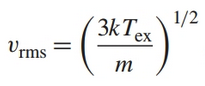 v_rms = (3kT_ex / m)^1/2